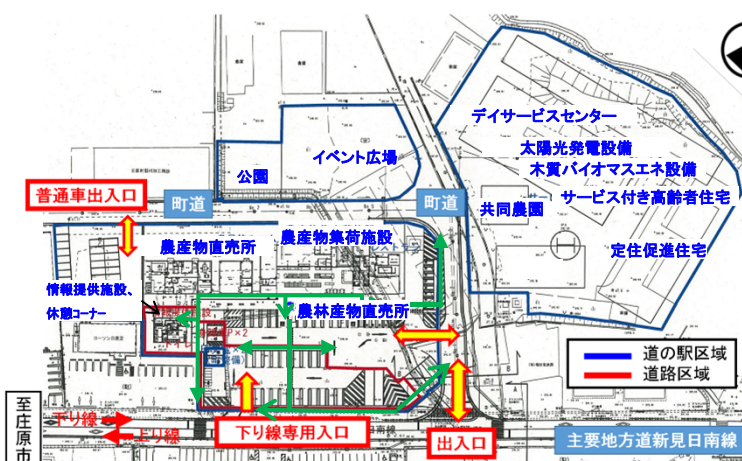 デイサービスセンター
太陽光発電設備
木質バイオマスエネ設備
イベント広場
公園
普通車出入口
町道
町道
共同農園
サービス付き高齢者住宅
農産物直売所
農産物集荷施設
定住促進住宅
情報提供施設、
休憩コーナー
農林産物直売所
道の駅区域
道路区域
至庄原市
下り線
上り線
下り線専用入口
出入口
主要地方道新見日南線